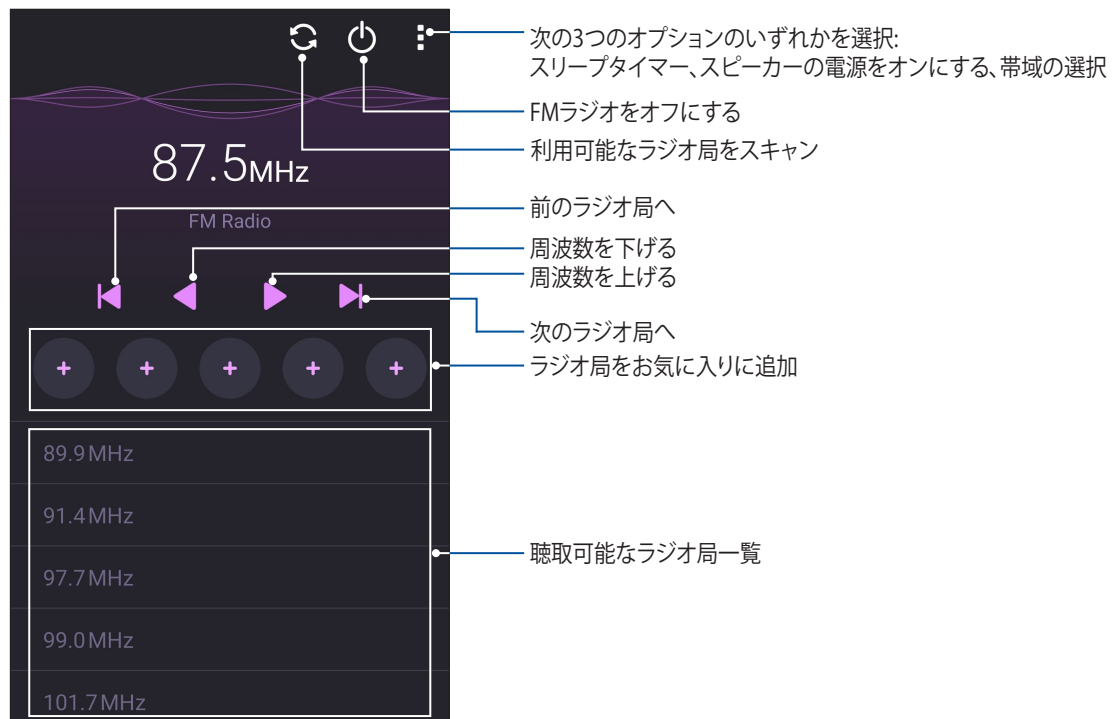 次の3つのオプションのいずれかを選択:
スリープタイマー、スピーカーの電源をオンにする、帯域の選択
FMラジオをオフにする
利用可能なラジオ局をスキャン
87.5MHz
FM Radio
前のラジオ局へ
周波数を下げる
周波数を上げる
次のラジオ局へ
+ + + + +
ラジオ局をお気に入りに追加
89.9MHz
91.4MHz
97.7MHz
99.0MHz
101.7MHz
聴取可能なラジオ局一覧